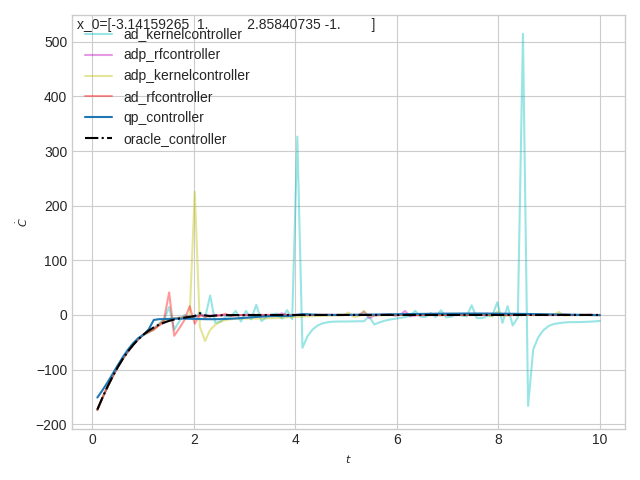 x_0=[-3.14159265 1. 2.85840735 -1. ]
ad_kernelcontroller
adp_rfcontroller
adp_kernelcontroller
ad_rfcontroller
qp_controller
oracle_controller
500
400
300
200
100
0
−100
−200
Ċ
0 2 4 6 8 10
t